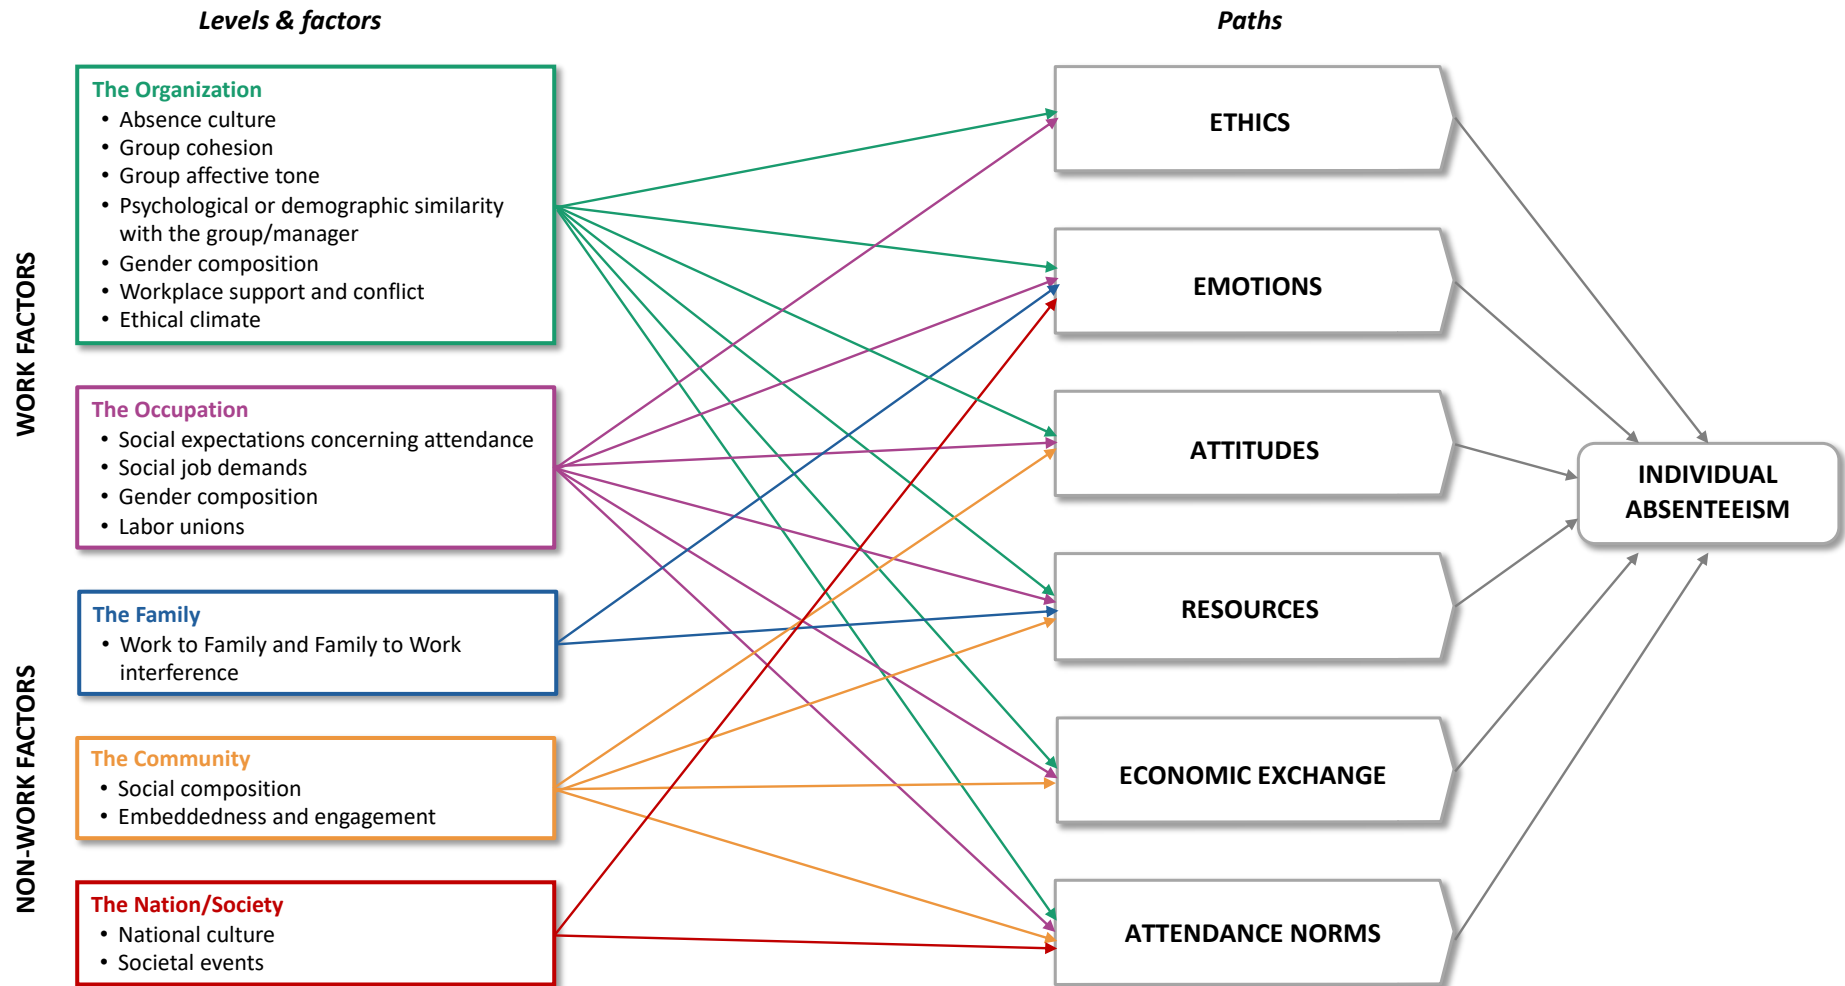 Levels & factors
Paths
WORK FACTORS
NON-WORK FACTORS
The Organization
• Absence culture
• Group cohesion
• Group affective tone
• Psychological or demographic similarity
with the group/manager
• Gender composition
• Workplace support and conflict
• Ethical climate
The Occupation
• Social expectations concerning attendance
• Social job demands
• Gender composition
• Labor unions
The Family
• Work to Family and Family to Work
interference
The Community
• Social composition
• Embeddedness and engagement
The Nation/Society
• National culture
• Societal events
ETHICS
EMOTIONS
ATTITUDES
RESOURCES
ECONOMIC EXCHANGE
ATTENDANCE NORMS
INDIVIDUAL
ABSENTEEISM